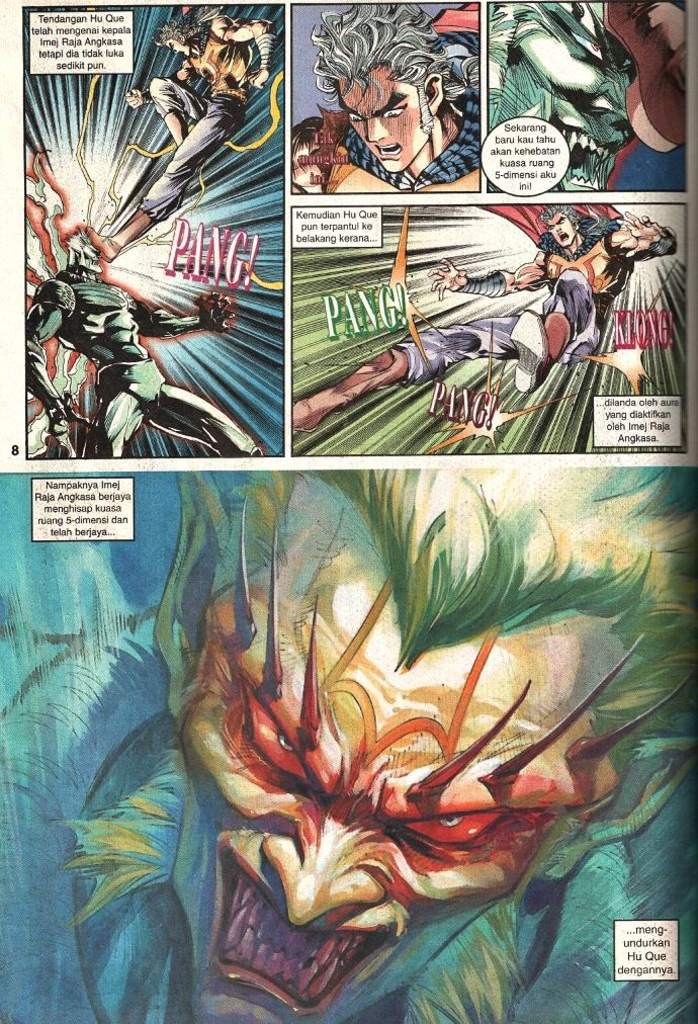 Tendangan Hu Que
telah mengenai kepala
Imej Raja Angkasa
tetapi dia tidak luka
sedikit pun.
PANG!
Tak
mungkin
ini!
Sekarang
baru kau tahu
akan kehebatan
kuasa ruang
5-dimensi aku
ini!
Kemudian Hu Que
pun terpantul ke
belakang kerana...
PANG!
PANG!
KLONG!
...dilanda oleh aura
yang diaktifkan
oleh Imej Raja
Angkasa.
8
Nampaknya Imej
Raja Angkasa berjaya
menghisap kuasa
ruang 5-dimensi dan
telah berjaya...
...meng-
undurkan
Hu Que
dengannya.